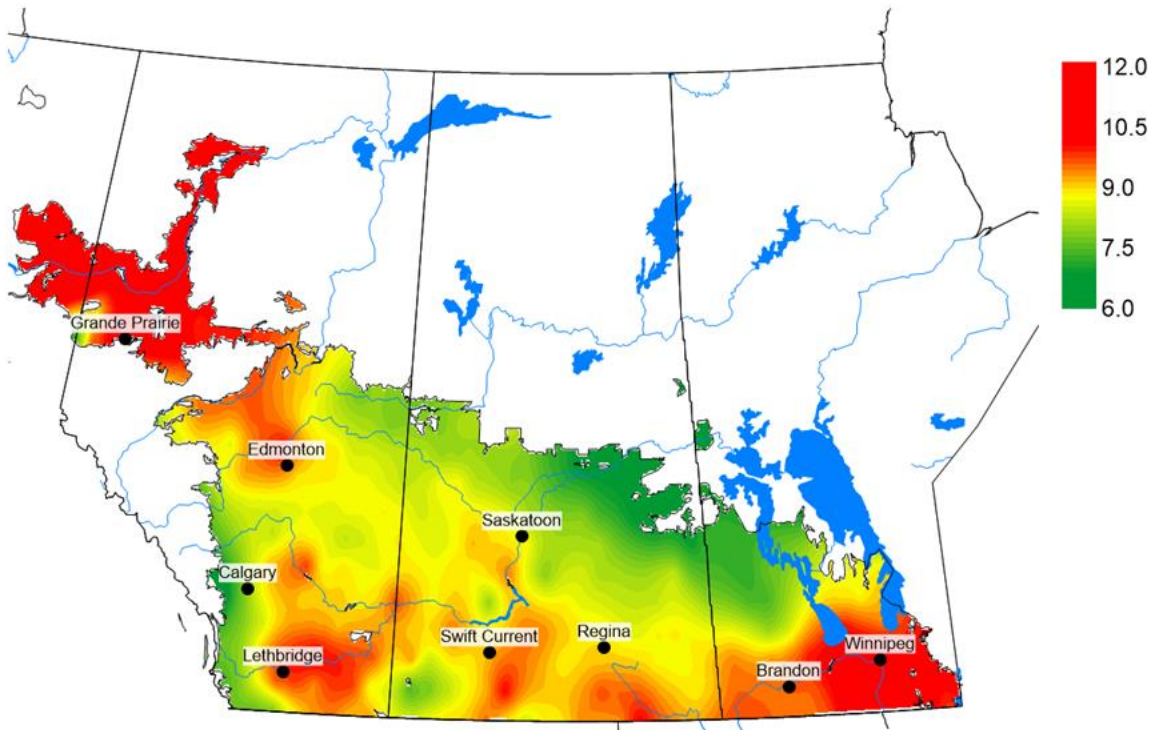 12.0
10.5
9.0
7.5
6.0
Grande Prairie
Edmonton
Saskatoon
Calgary
Swift Current
Regina
Lethbridge
Winnipeg
Brandon